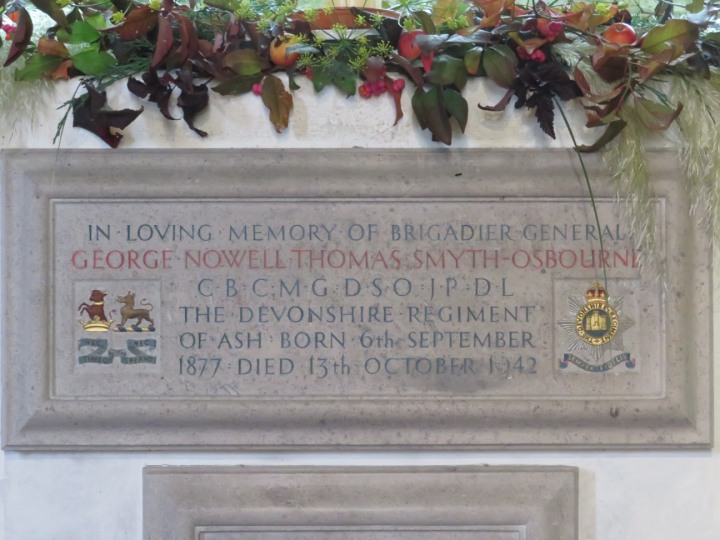 IN·LOVING·MEMORY·OF·BRIGADIER·GENERAL
GEORGE·NOWELL·THOMAS·SMYTH-OSBOURNE
C·B·C·M·G·D·S·O·J·P·D·L
THE·DEVONSHIRE·REGIMENT
OF·ASH·BORN·6th·SEPTEMBER
1877·DIED·13th·OCTOBER·1942